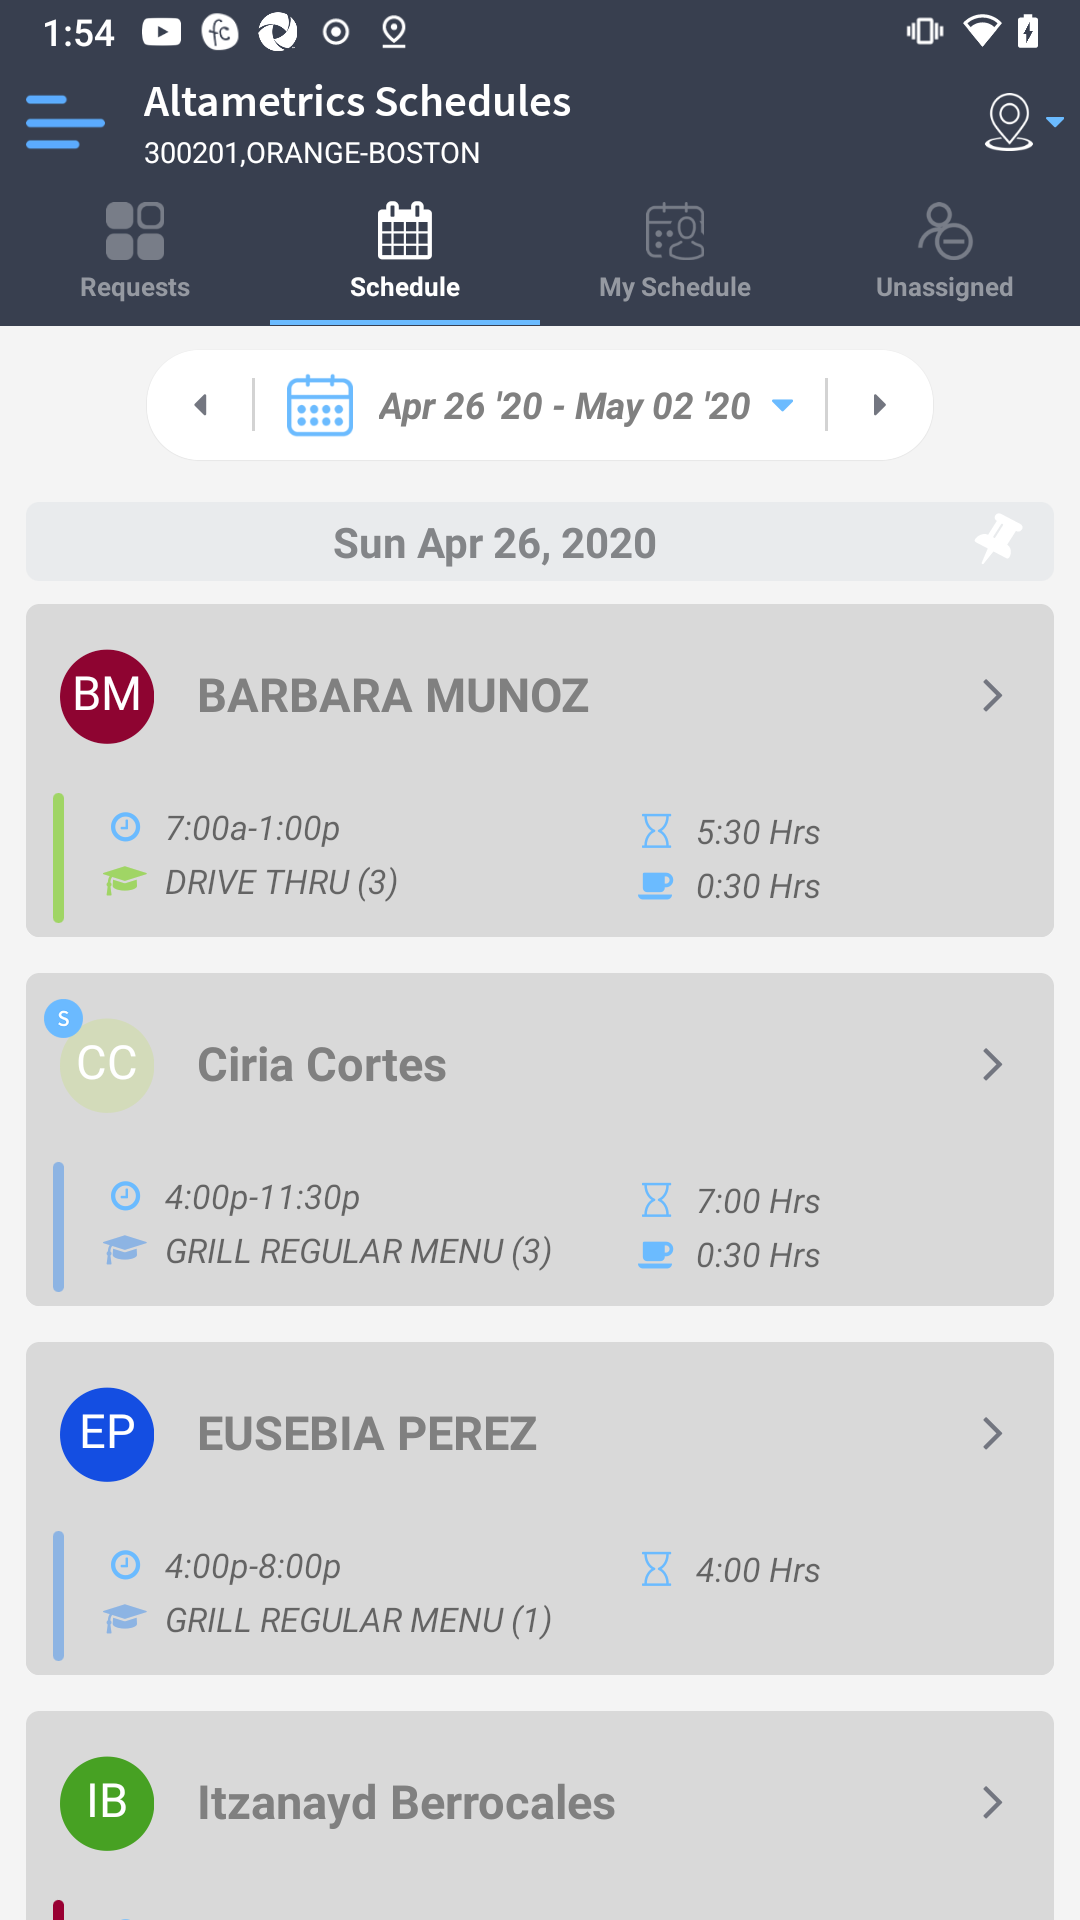 1:54
Altametrics Schedules
300201,ORANGE-BOSTON
Requests
Schedule
My Schedule
Unassigned
Apr 26 '20 - May 02 '20
Sun Apr 26, 2020
BM
BARBARA MUNOZ
7:00a-1:00p
5:30 Hrs
DRIVE THRU (3)
0:30 Hrs
S
CC
Ciria Cortes
4:00p-11:30p
7:00 Hrs
GRILL REGULAR MENU (3)
0:30 Hrs
EP
EUSEBIA PEREZ
4:00p-8:00p
4:00 Hrs
GRILL REGULAR MENU (1)
IB
Itzanayd Berrocales